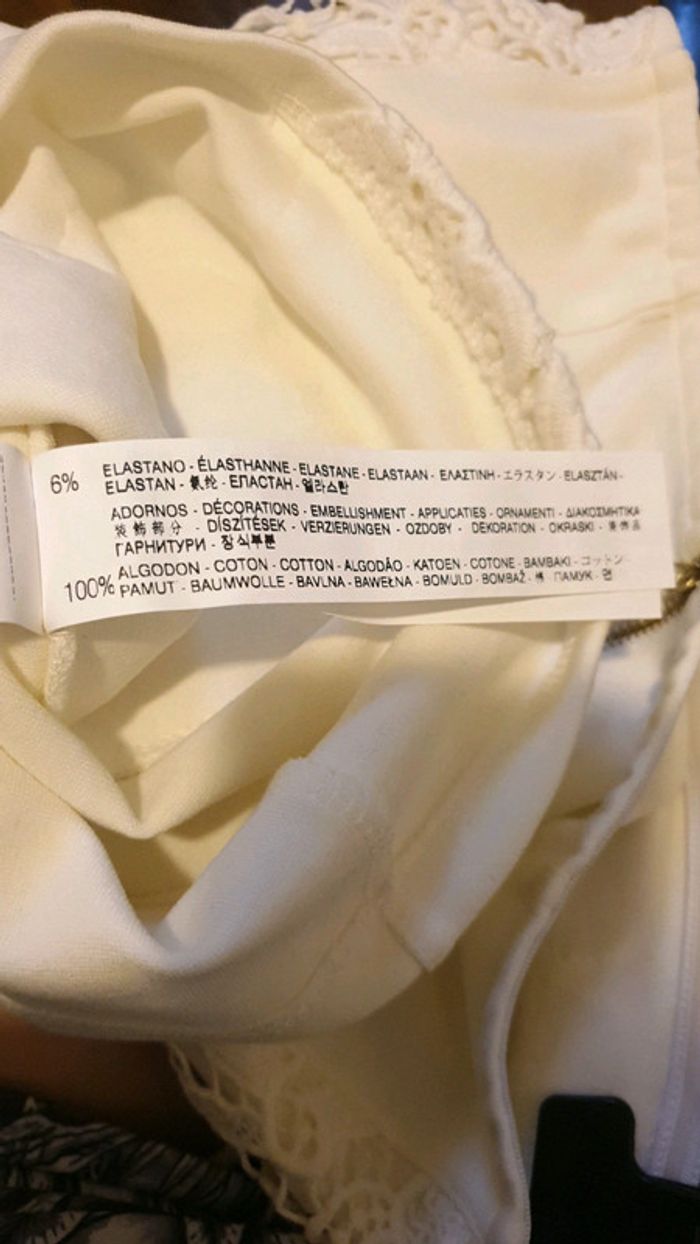 6% ELASTANO - ÉLASTHANNE - ELASTANE - ELASTAAN - ΕΛΑΣΤΙΝΗ - エラスタン - ELASZTÁN -
ELASTAN - 氨纶 - ЕПАСТАН - 엘라스탄
ADORNOS - DÉCORATIONS - EMBELLISHMENT - APPLICATIES - ORNAMENTI - ΔΙΑΚΟΣΜΗΤΙΚΑ
装飾部分 - DÍSZÍTÉSEK - VERZIERUNGEN - OZDOBY - DEKORATION - OKRASKI -
ГАРНИТУРИ - 장식부분
100% ALGODON - COTON - COTTON - ALGODÃO - KATOEN - COTONE - BAMBAKI - コットン
PAMUT - BAUMWOLLE - BAVLNA - BAWEŁNA - BOMULD - BOMBAŽ - 棉 - ПАМУК - 면